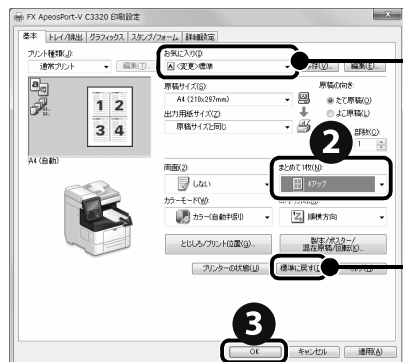 FX ApeosPort-V C3320 印刷設定
基本 トレイ/排出 グラフィックス スタンプ/フォーム 詳細設定
プリント種類(J):
通常プリント
編集(T)...
お気に入り(I):
A <変更>標準
編集(E)...
a
1 2
3 4
A4 (自動)
原稿サイズ(S):
A4 (210x297mm)
出力用紙サイズ(Z):
原稿サイズと同じ
原稿の向き:
たて原稿(O)
よこ原稿(L)
部数(C):
1
2
両面(2):
しない
まとめて1枚(N):
4アップ
カラーモード(W):
カラー(自動判別)
順横方向
とじしろ/プリント位置(G)...
製本/ポスター/
混在原稿/回転(K)...
プリンターの状態(U)
標準に戻す(
3
OK キャンセル 適用(A)